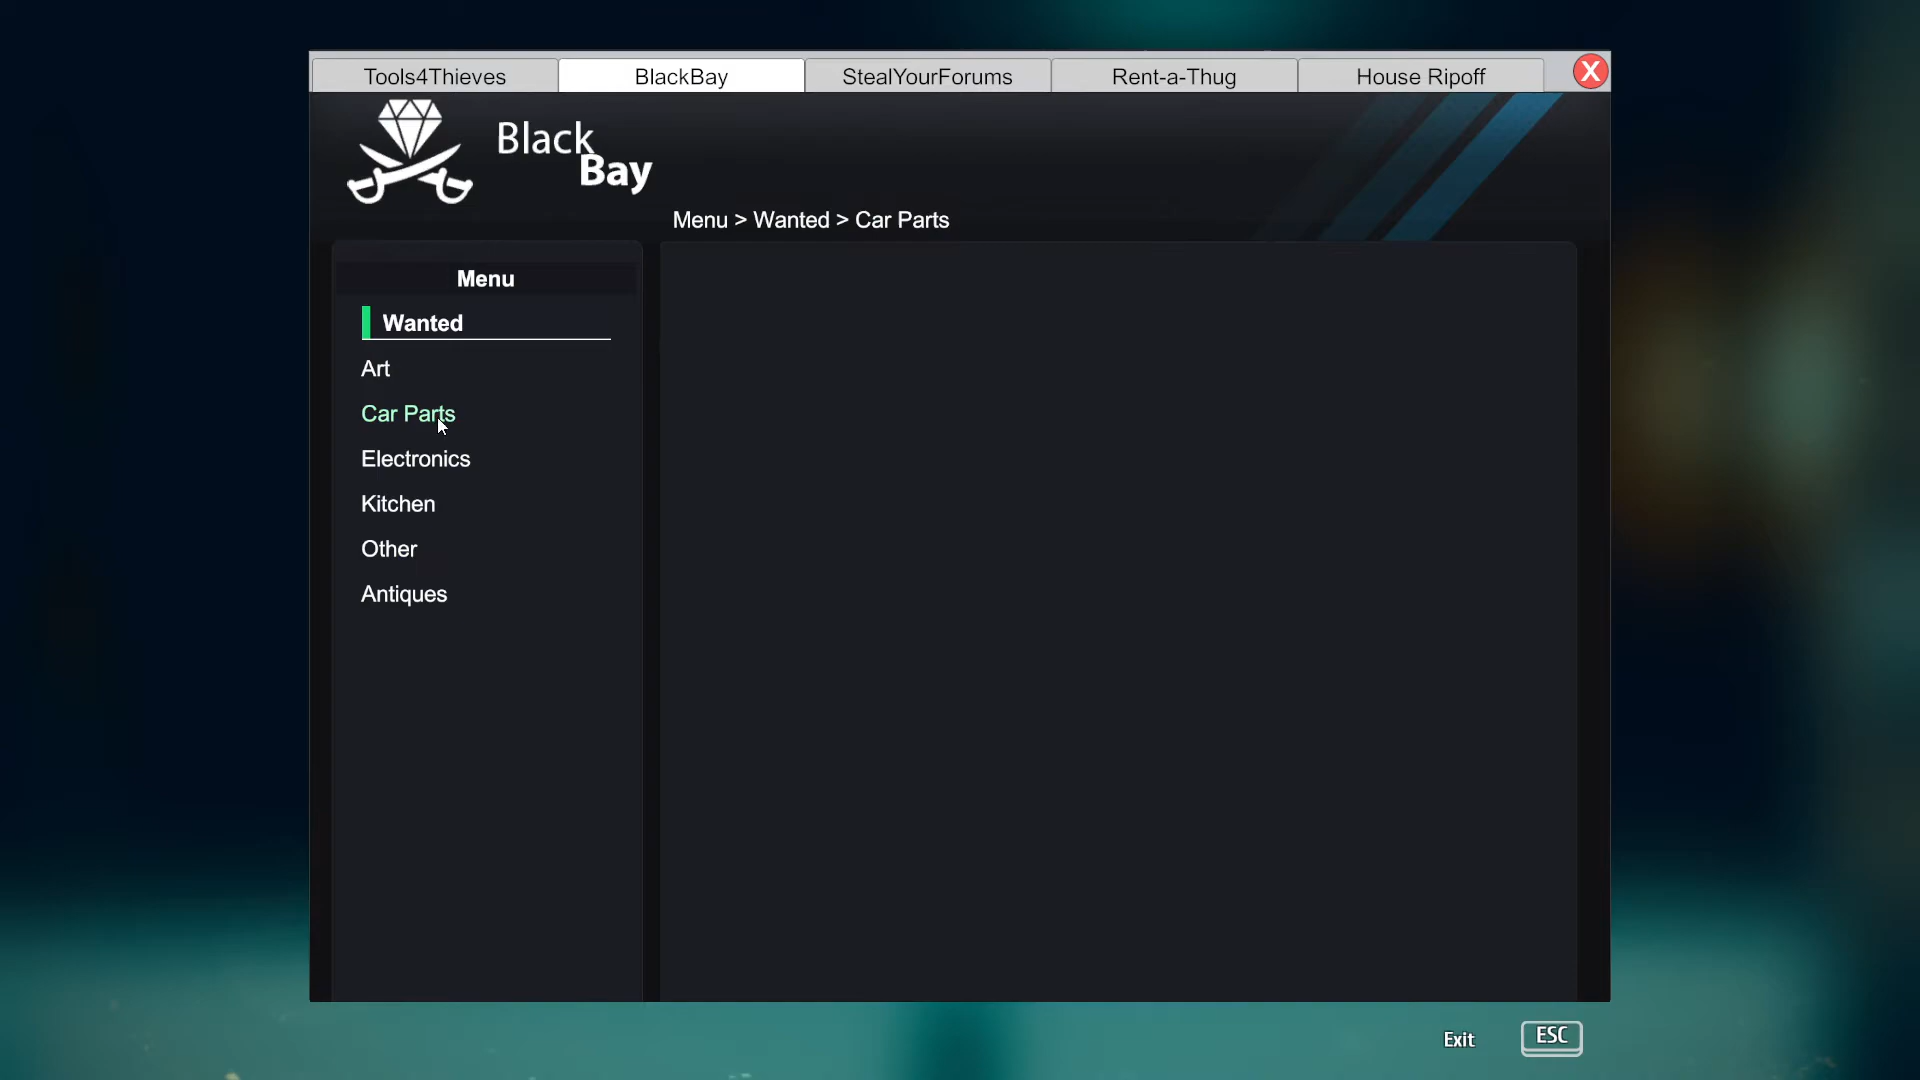 Tools4Thieves
BlackBay
StealYourForums
Rent-a-Thug
House Ripoff
X
Black
Bay
Menu > Wanted > Car Parts
Menu
Wanted
Art
Car Parts
Electronics
Kitchen
Other
Antiques
Exit
ESC